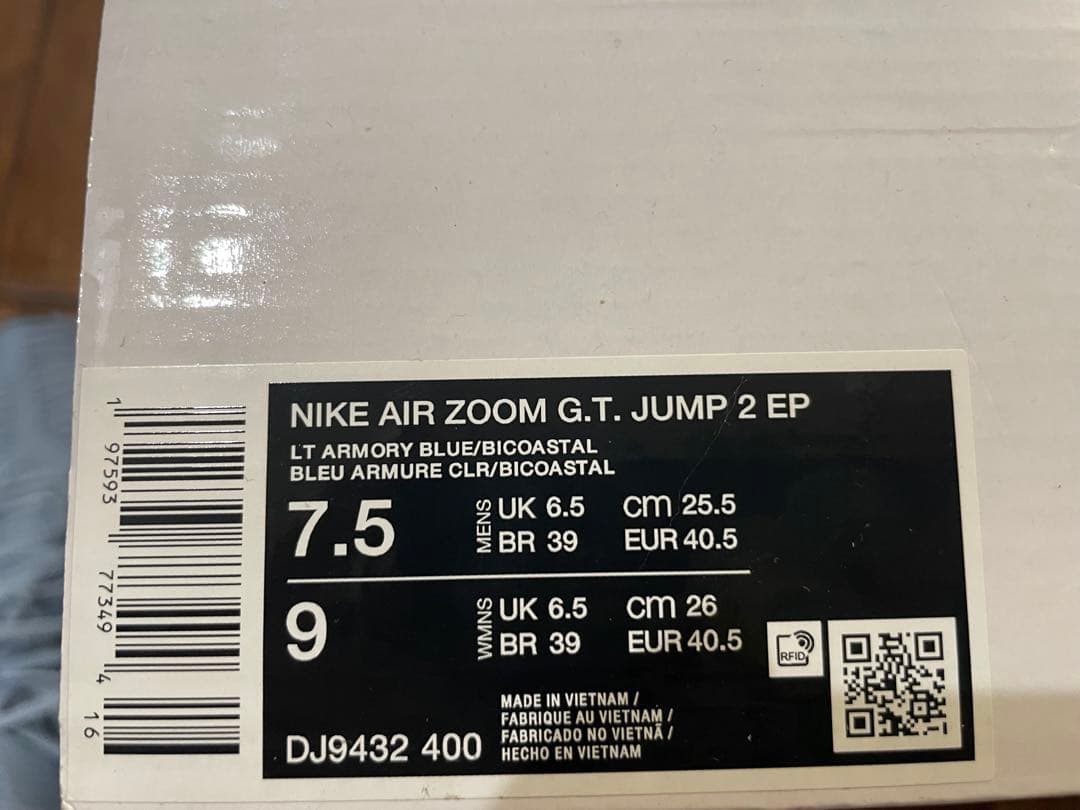 NIKE AIR ZOOM G.T. JUMP 2 EP
LT ARMORY BLUE/BICOASTAL
BLEU ARMURE CLR/BICOASTAL
7.5 MENS UK 6.5 cm 25.5
BR 39 EUR 40.5
9 WMNS UK 6.5 cm 26
BR 39 EUR 40.5
RFID
DJ9432 400
MADE IN VIETNAM /
FABRIQUE AU VIETNAM /
FABRICADO NO VIETNÃ /
HECHO EN VIETNAM
1 97593 77349 4 16